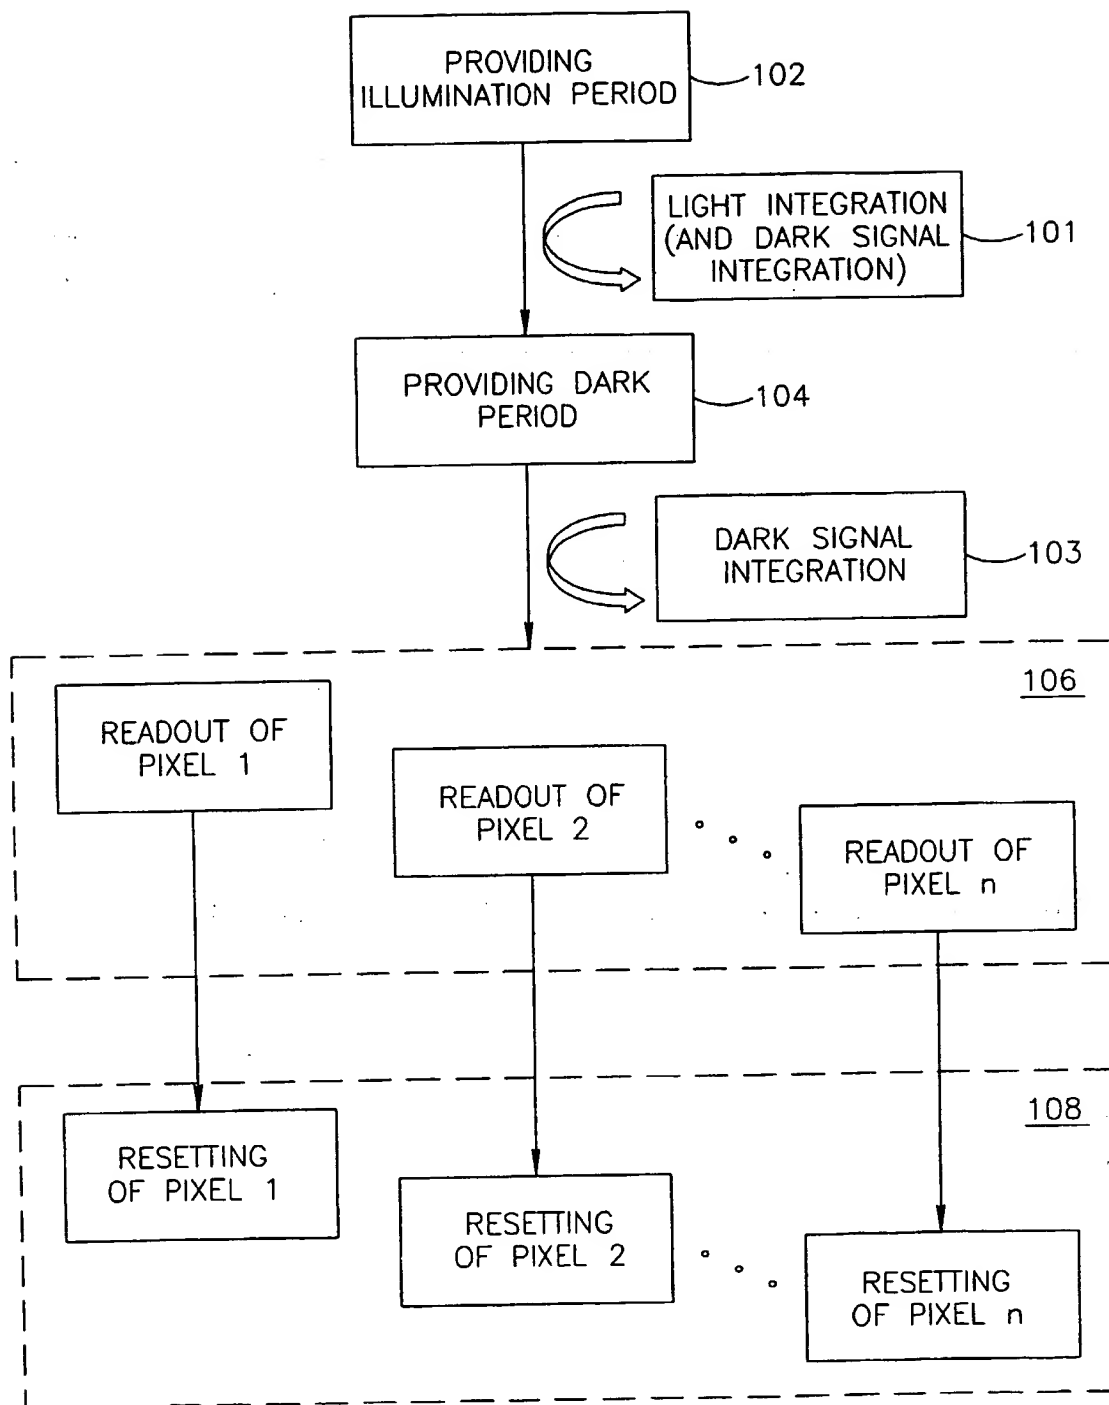 PROVIDING
ILLUMINATION PERIOD
102
LIGHT INTEGRATION
(AND DARK SIGNAL
INTEGRATION)
101
PROVIDING DARK
PERIOD
104
DARK SIGNAL
INTEGRATION
103
106
READOUT OF
PIXEL 1
READOUT OF
PIXEL 2
READOUT OF
PIXEL n
108
RESETTING
OF PIXEL 1
RESETTING
OF PIXEL 2
RESETTING
OF PIXEL n